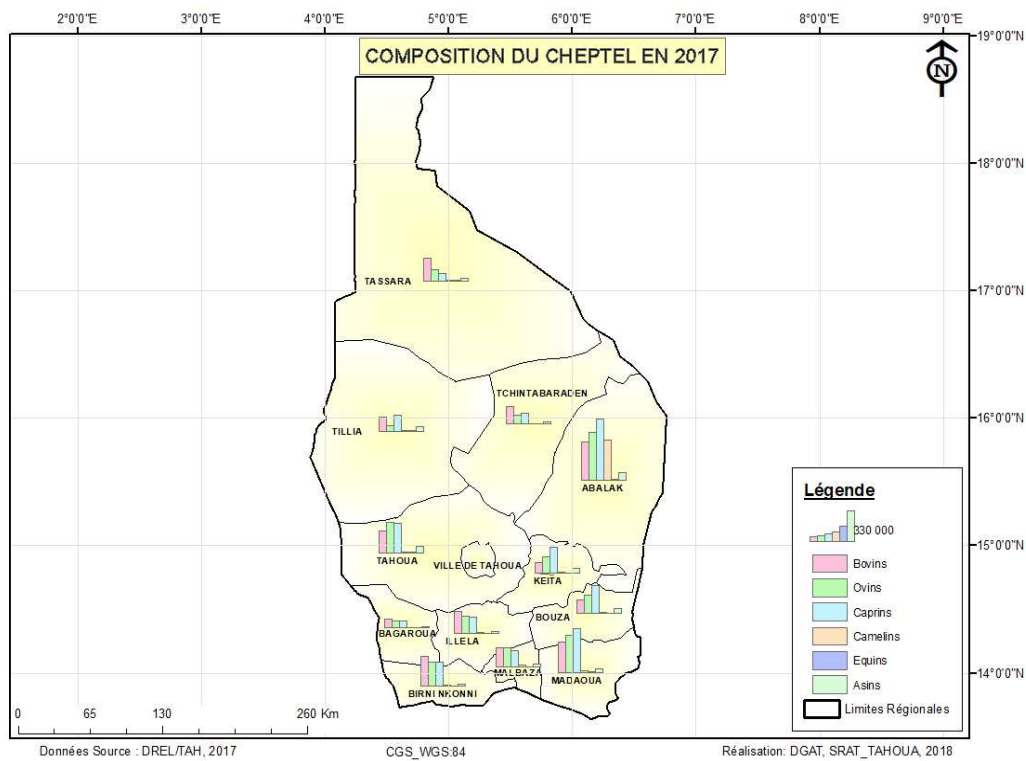 2°0'0"E 3°0'0"E 4°0'0"E 5°0'0"E 6°0'0"E 7°0'0"E 8°0'0"E 9°0'0"E
19°0'0"N
COMPOSITION DU CHEPTEL EN 2017
N
18°0'0"N
TASSARA
17°0'0"N
TCHINTABARADEN
16°0'0"N
TILLIA
ABALAK
Légende
330 000
Bovins
Ovins
Caprins
Camelins
Equins
Asins
Limites Régionales
15°0'0"N
TAHOUA
VILLE DE TAHOUA
KEITA
BOUZA
BAGAROUA
ILLELA
14°0'0"N
MALBAZA
MADAOUA
BIRNI NKONNI
0 65 130 260 Km
Données Source : DREL/TAH, 2017 CGS_WGS:84 Réalisation: DGAT, SRAT_TAHOUA, 2018